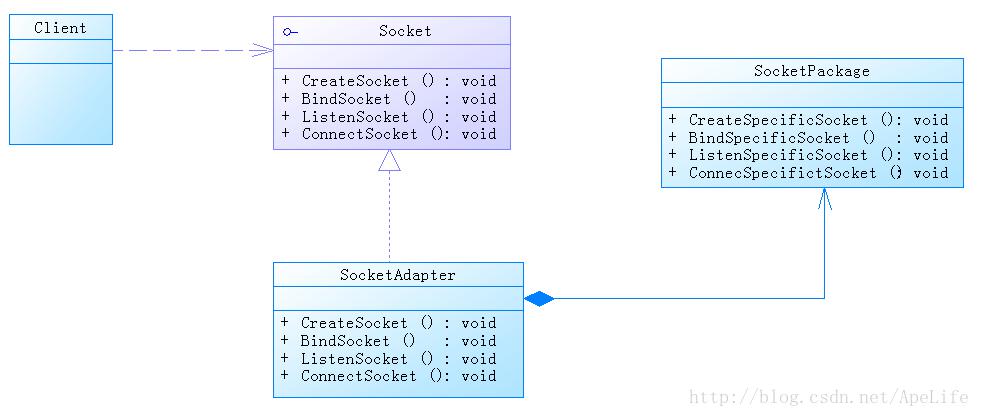 Client
Socket
+ CreateSocket () : void
+ BindSocket () : void
+ ListenSocket () : void
+ ConnectSocket (): void
SocketPackage
+ CreateSpecificSocket (): void
+ BindSpecificSocket () : void
+ ListenSpecificSocket (): void
+ ConnecSpecifictSocket (): void
SocketAdapter
+ CreateSocket () : void
+ BindSocket () : void
+ ListenSocket () : void
+ ConnectSocket (): void
http://blog.csdn.net/ApeLife